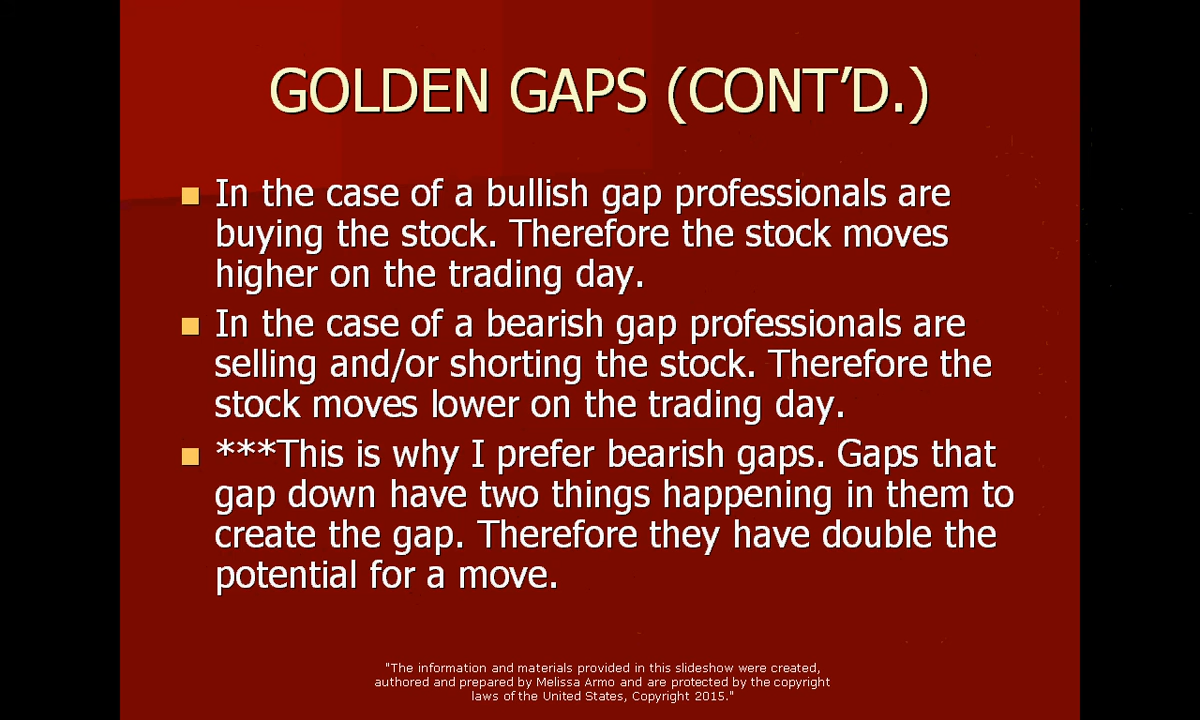 GOLDEN GAPS (CONT'D.)
In the case of a bullish gap professionals are
buying the stock. Therefore the stock moves
higher on the trading day.
In the case of a bearish gap professionals are
selling and/or shorting the stock. Therefore the
stock moves lower on the trading day.
***This is why I prefer bearish gaps. Gaps that
gap down have two things happening in them to
create the gap. Therefore they have double the
potential for a move.
"The information and materials provided in this slideshow were created,
authored and prepared by Melissa Armo and are protected by the copyright
laws of the United States, Copyright 2015."